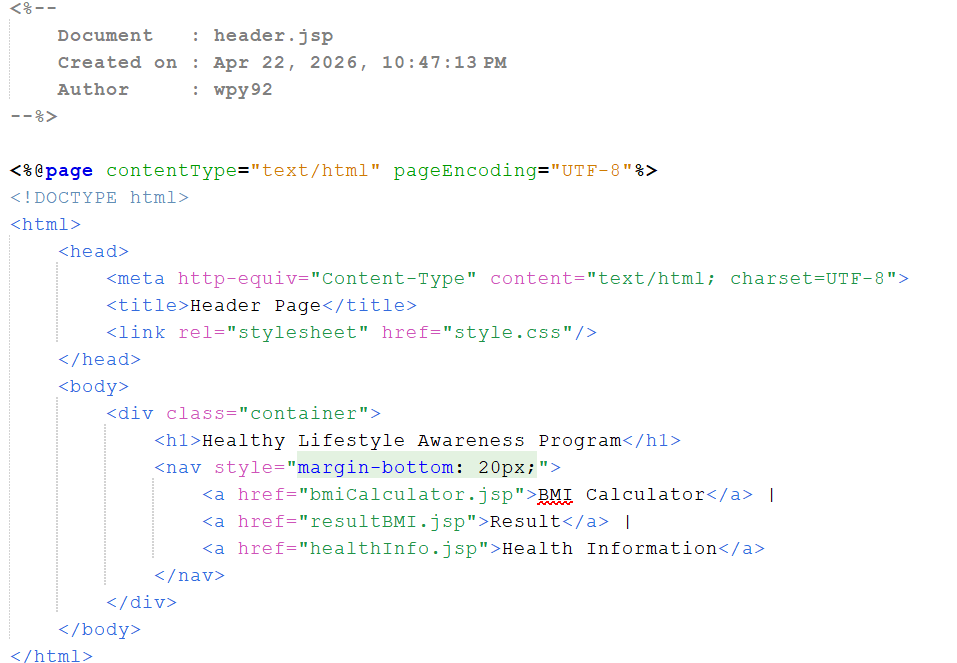 <%--
    Document   : header.jsp
    Created on : Apr 22, 2026, 10:47:13 PM
    Author     : wpy92
--%>

<%@page contentType="text/html" pageEncoding="UTF-8"%>
<!DOCTYPE html>
<html>
    <head>
        <meta http-equiv="Content-Type" content="text/html; charset=UTF-8">
        <title>Header Page</title>
        <link rel="stylesheet" href="style.css"/>
    </head>
    <body>
        <div class="container">
            <h1>Healthy Lifestyle Awareness Program</h1>
            <nav style="margin-bottom: 20px;">
                <a href="bmiCalculator.jsp">BMI Calculator</a> |
                <a href="resultBMI.jsp">Result</a> |
                <a href="healthInfo.jsp">Health Information</a>
            </nav>
        </div>
    </body>
</html>